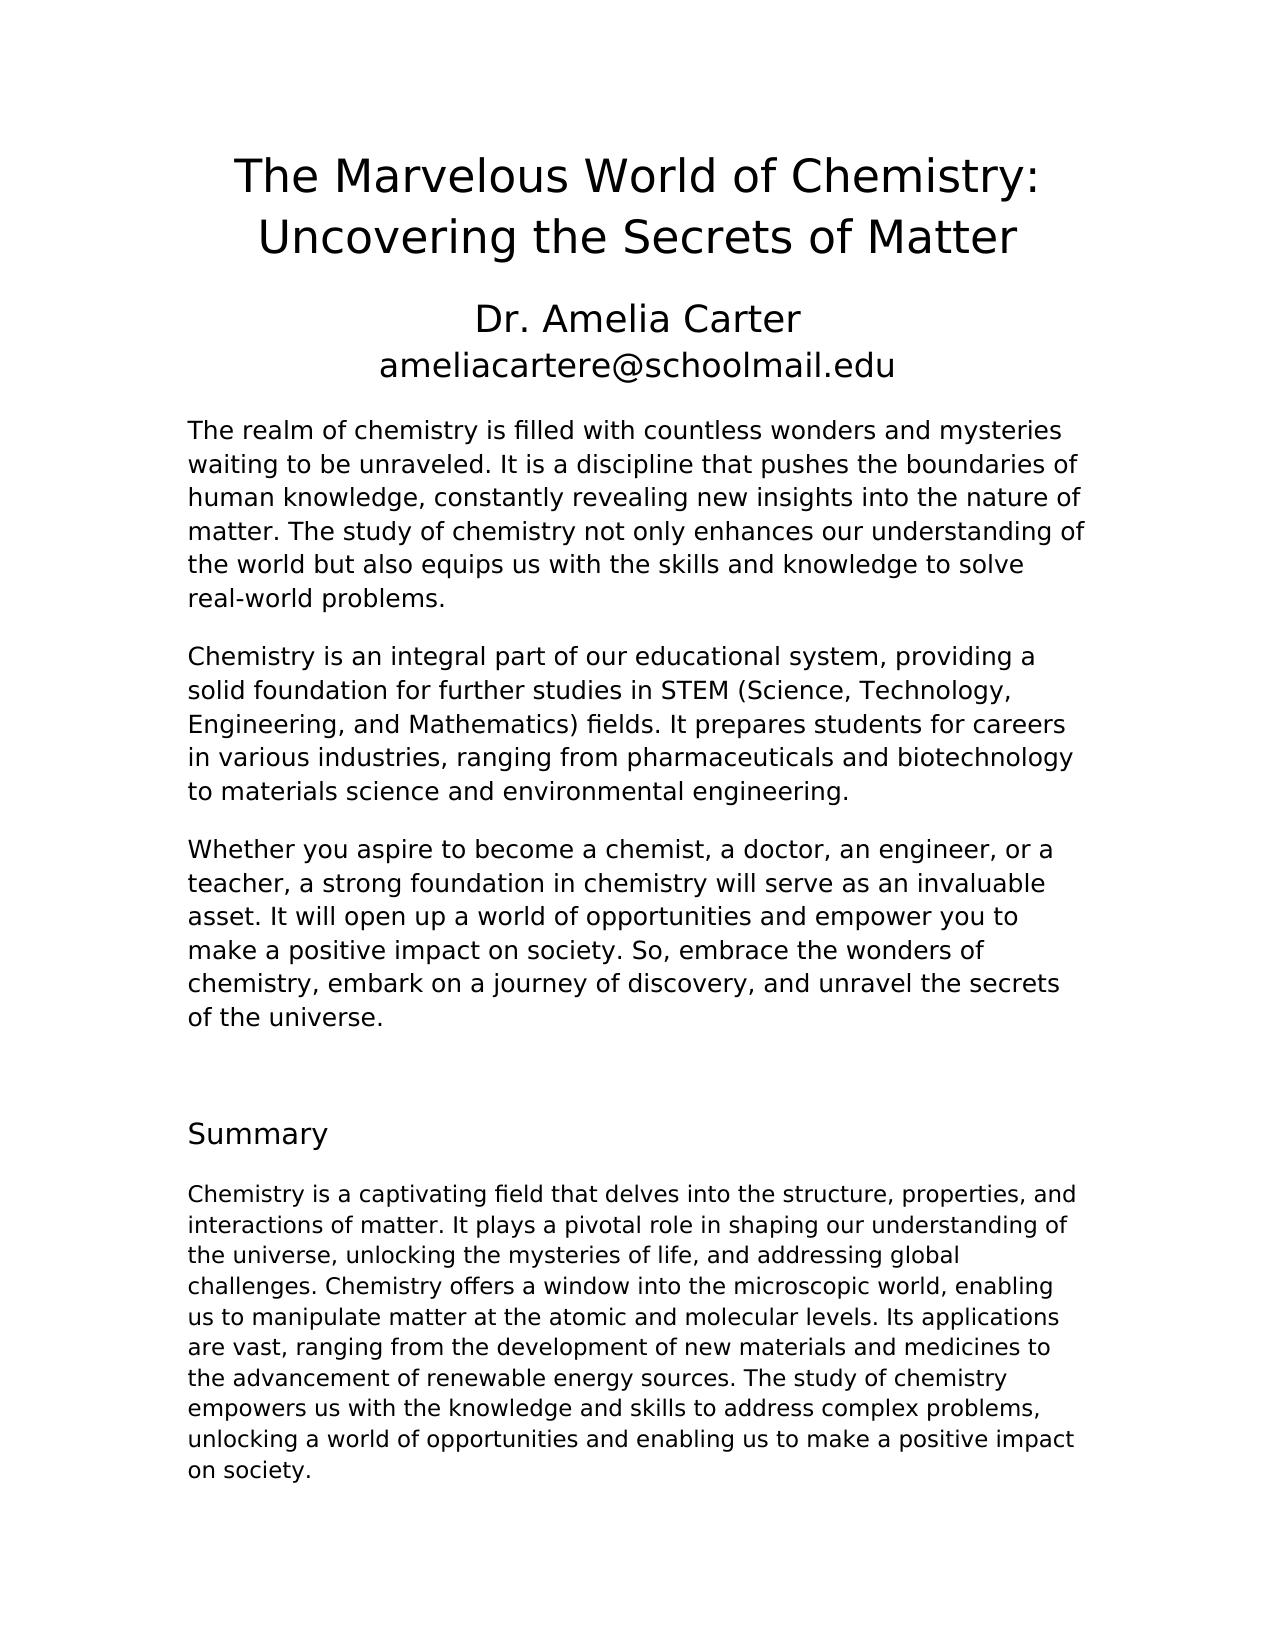 The Marvelous World of Chemistry:
Uncovering the Secrets of Matter
Dr. Amelia Carter
ameliacartere@schoolmail.edu
The realm of chemistry is filled with countless wonders and mysteries
waiting to be unraveled. It is a discipline that pushes the boundaries of
human knowledge, constantly revealing new insights into the nature of
matter. The study of chemistry not only enhances our understanding of
the world but also equips us with the skills and knowledge to solve
real-world problems.
Chemistry is an integral part of our educational system, providing a
solid foundation for further studies in STEM (Science, Technology,
Engineering, and Mathematics) fields. It prepares students for careers
in various industries, ranging from pharmaceuticals and biotechnology
to materials science and environmental engineering.
Whether you aspire to become a chemist, a doctor, an engineer, or a
teacher, a strong foundation in chemistry will serve as an invaluable
asset. It will open up a world of opportunities and empower you to
make a positive impact on society. So, embrace the wonders of
chemistry, embark on a journey of discovery, and unravel the secrets
of the universe.
Summary
Chemistry is a captivating field that delves into the structure, properties, and
interactions of matter. It plays a pivotal role in shaping our understanding of
the universe, unlocking the mysteries of life, and addressing global
challenges. Chemistry offers a window into the microscopic world, enabling
us to manipulate matter at the atomic and molecular levels. Its applications
are vast, ranging from the development of new materials and medicines to
the advancement of renewable energy sources. The study of chemistry
empowers us with the knowledge and skills to address complex problems,
unlocking a world of opportunities and enabling us to make a positive impact
on society.